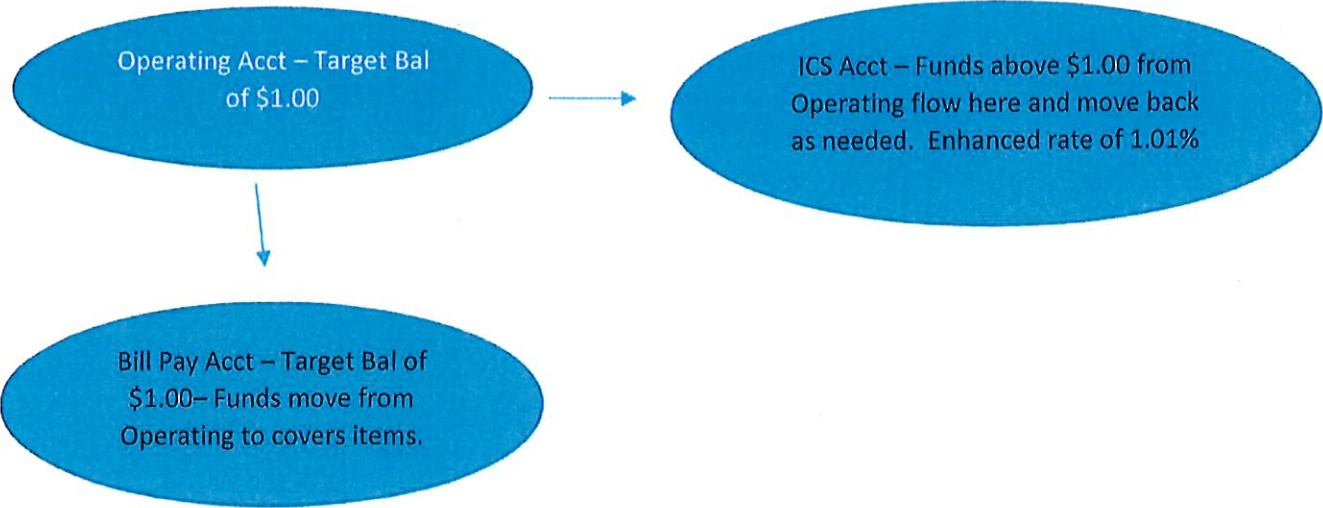 Operating Acct – Target Bal
of $1.00
ICS Acct – Funds above $1.00 from
Operating flow here and move back
as needed.  Enhanced rate of 1.01%
Bill Pay Acct – Target Bal of
$1.00– Funds move from
Operating to covers items.